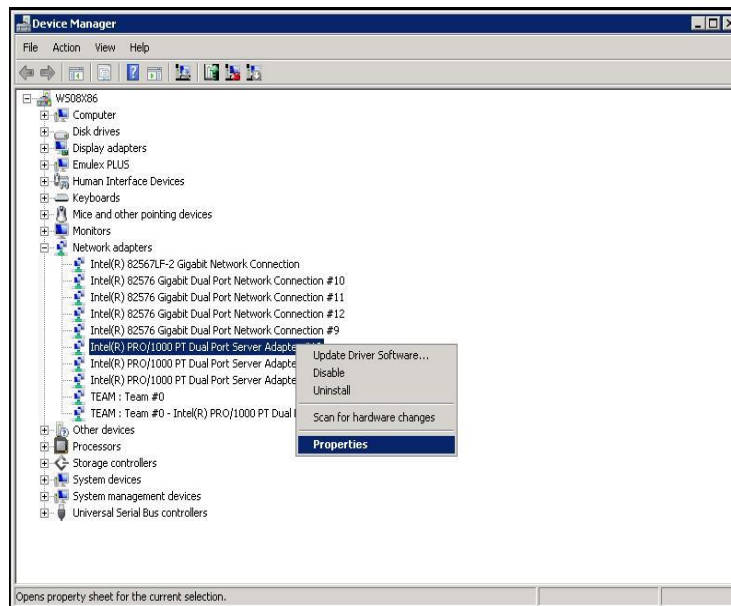 Device Manager
File Action View Help
WS08X86
Computer
Disk drives
Display adapters
Emulex PLUS
Human Interface Devices
Keyboards
Mice and other pointing devices
Monitors
Network adapters
Intel(R) 82567LF-2 Gigabit Network Connection
Intel(R) 82576 Gigabit Dual Port Network Connection #10
Intel(R) 82576 Gigabit Dual Port Network Connection #11
Intel(R) 82576 Gigabit Dual Port Network Connection #12
Intel(R) 82576 Gigabit Dual Port Network Connection #9
Intel(R) PRO/1000 PT Dual Port Server Adapte
Intel(R) PRO/1000 PT Dual Port Server Adapte
Intel(R) PRO/1000 PT Dual Port Server Adapte
TEAM : Team #0
TEAM : Team #0 - Intel(R) PRO/1000 PT Dual
Other devices
Processors
Storage controllers
System devices
System management devices
Universal Serial Bus controllers
Update Driver Software...
Disable
Uninstall
Scan for hardware changes
Properties
Opens property sheet for the current selection.